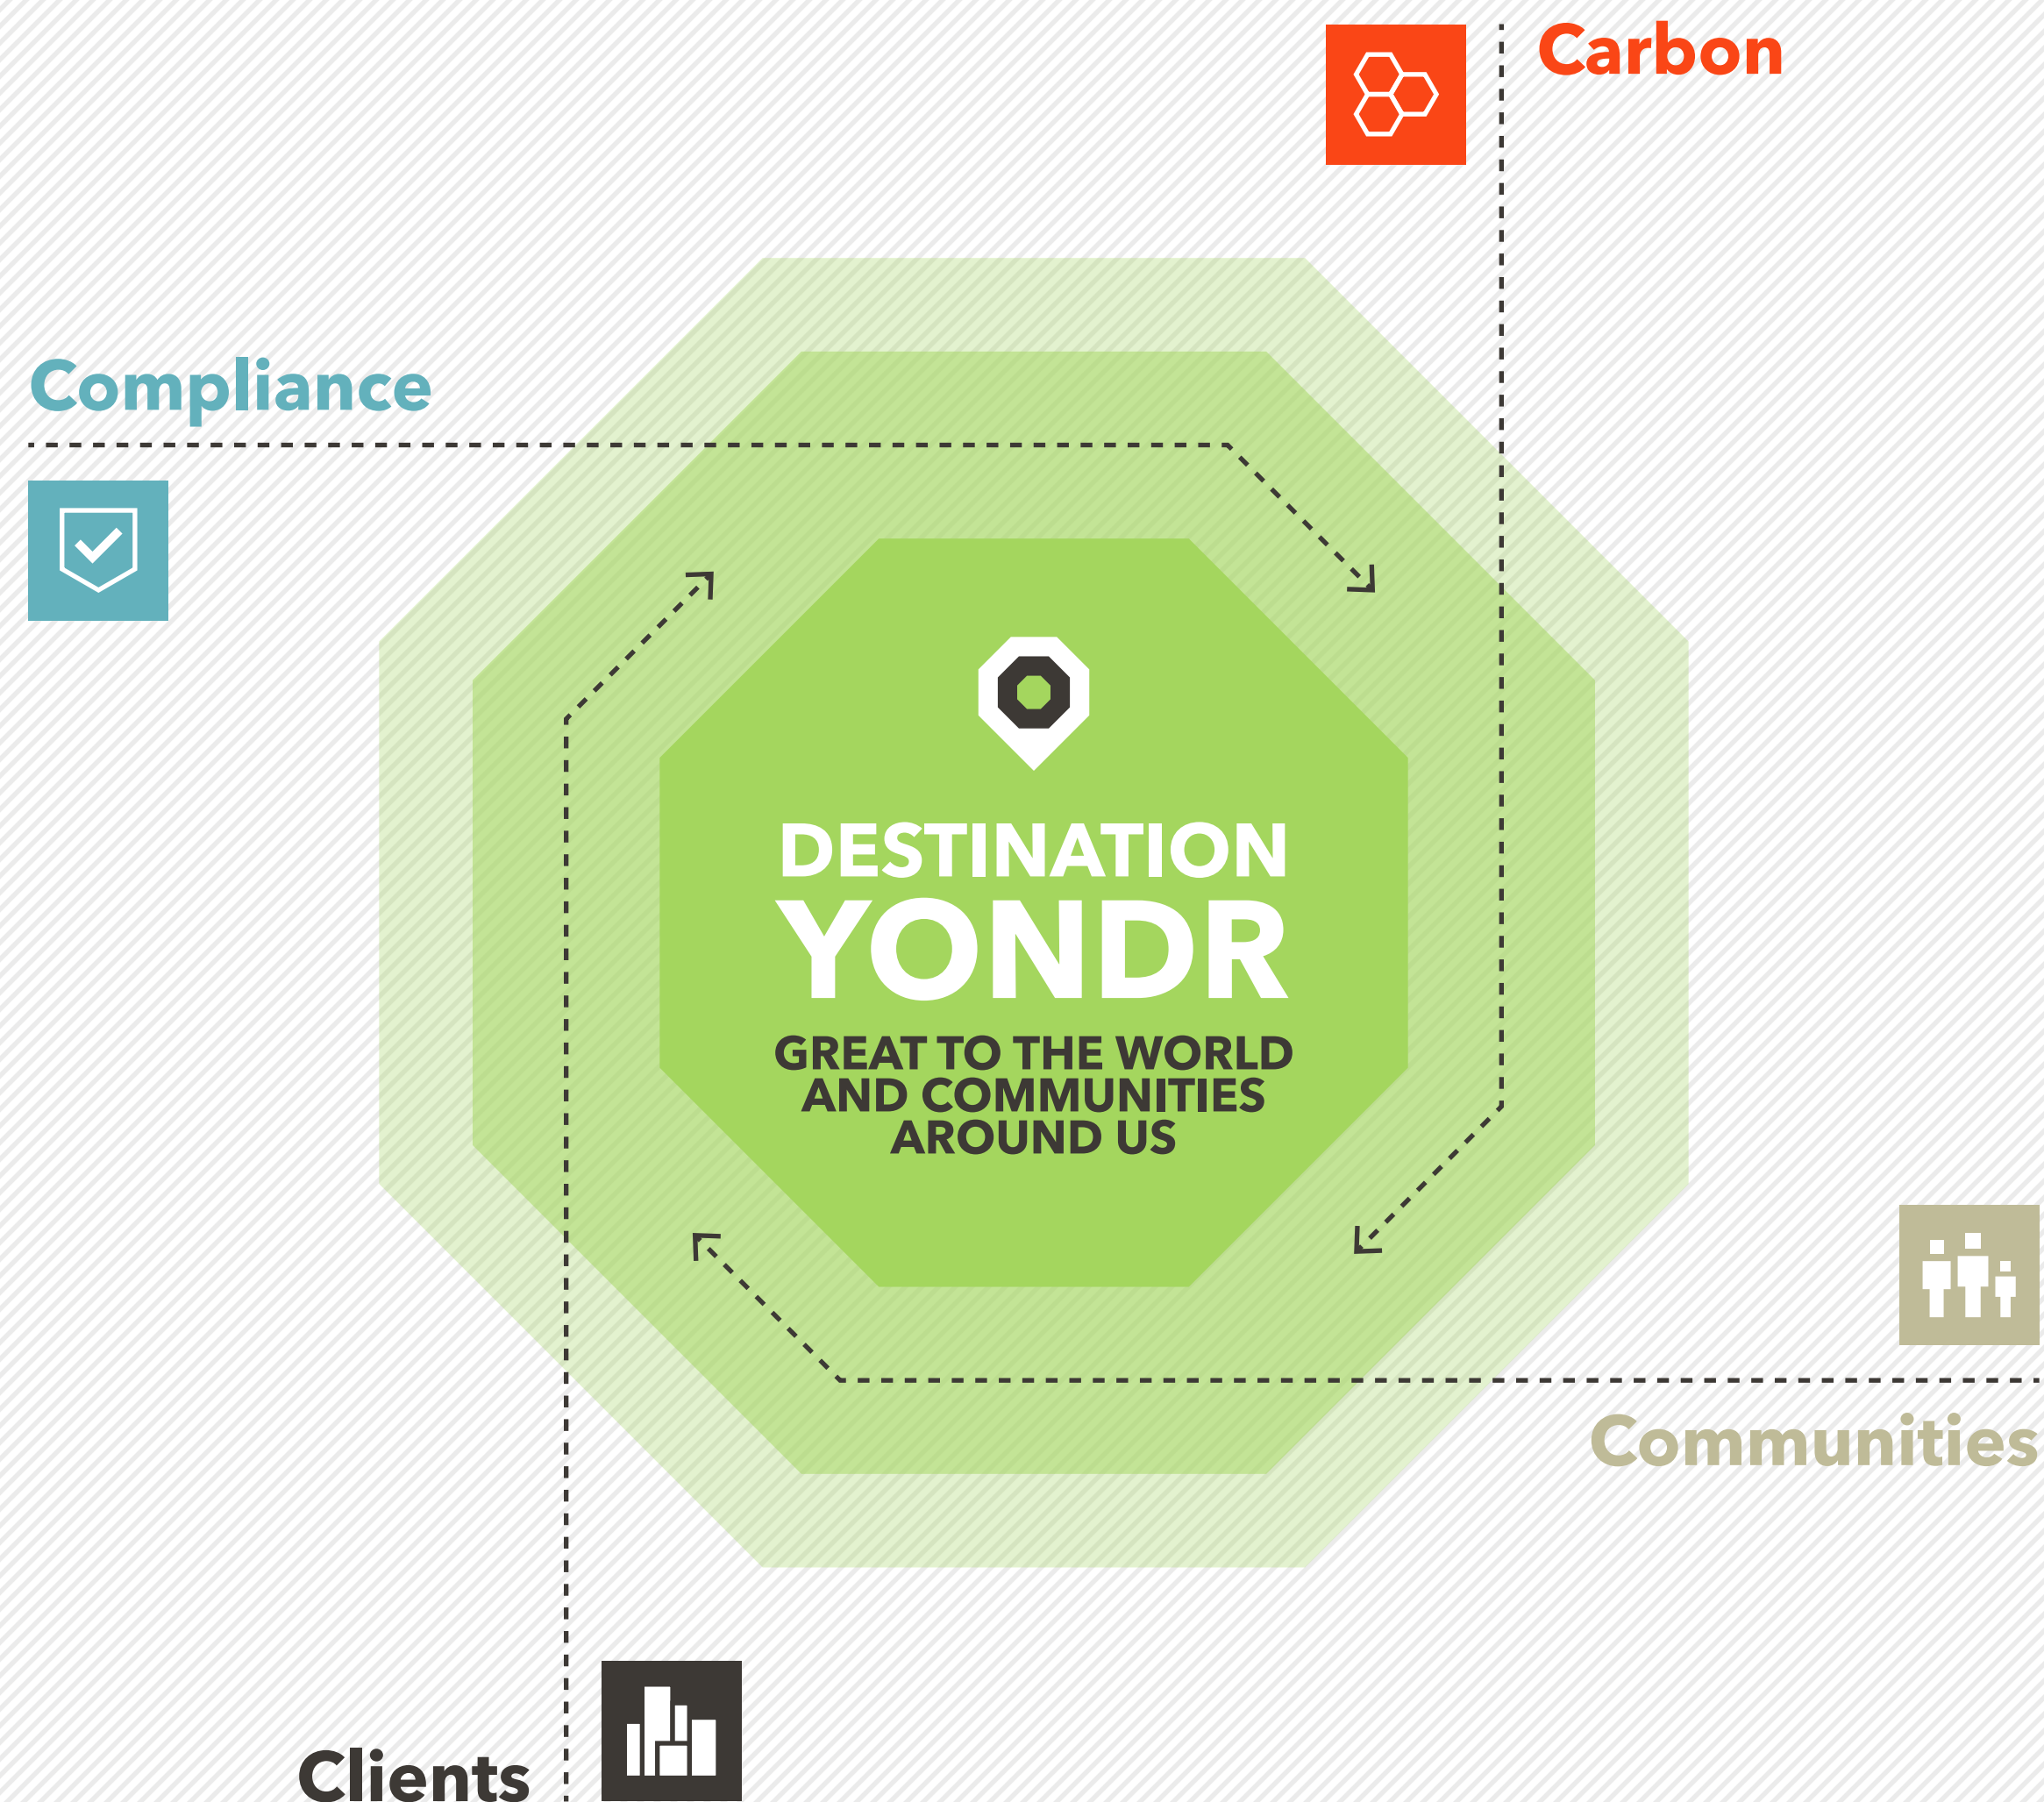 Carbon
Compliance
DESTINATION
YONDR
GREAT TO THE WORLD
AND COMMUNITIES
AROUND US
Communities
Clients